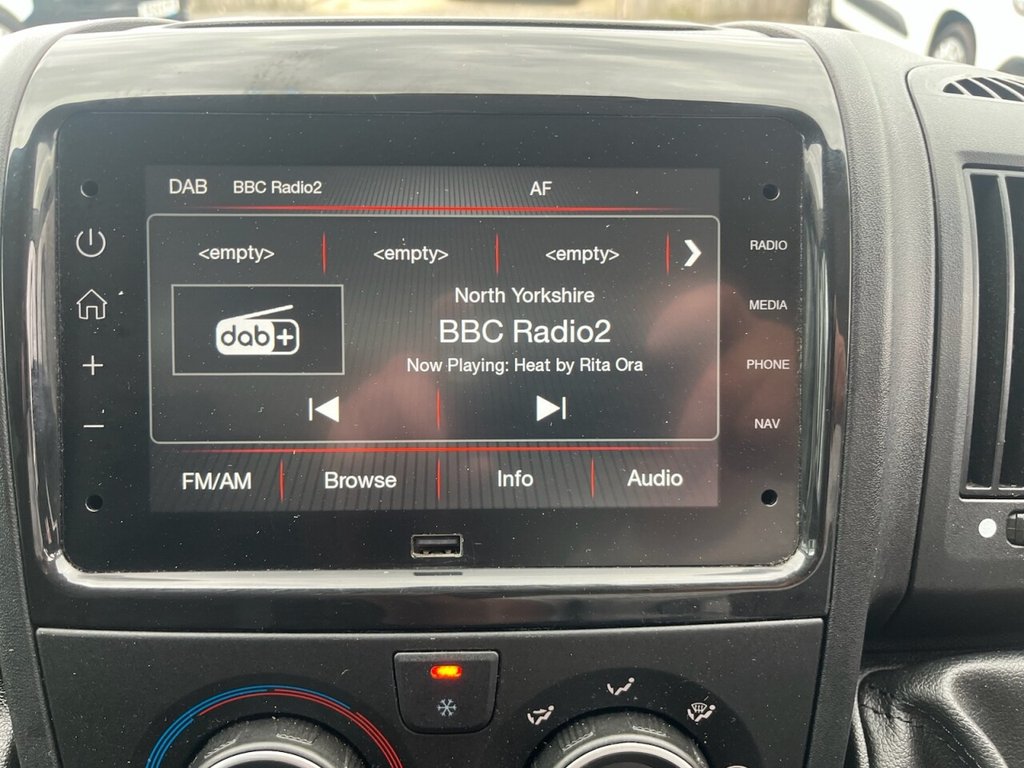 DAB BBC Radio2 AF
<empty> <empty> <empty>
RADIO
North Yorkshire
dab+
BBC Radio2
MEDIA
Now Playing: Heat by Rita Ora
PHONE
NAV
FM/AM Browse Info Audio